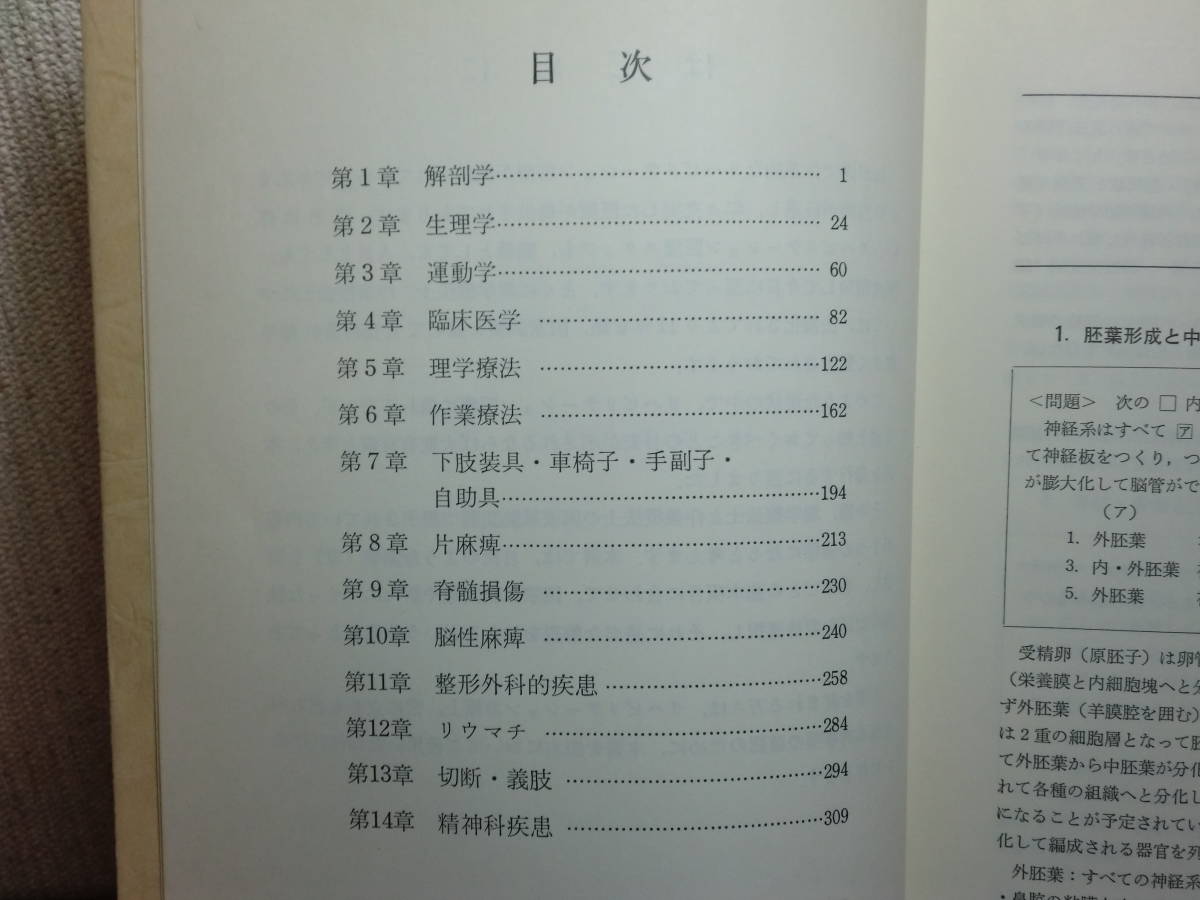 目 次
第1章 解剖学………………………………………… 1
第2章 生理学………………………………………… 24
第3章 運動学………………………………………… 60
第4章 臨床医学 …………………………………… 82
第5章 理学療法 ……………………………………122
第6章 作業療法 ……………………………………162
第7章 下肢装具・車椅子・手副子・
自助具…………………………………………194
第8章 片麻痺…………………………………………213
第9章 脊髄損傷 ……………………………………230
第10章 脳性麻痺 ……………………………………240
第11章 整形外科的疾患 ……………………………258
第12章 リウマチ ……………………………………284
第13章 切断・義肢 …………………………………294
第14章 精神科疾患 …………………………………309
1. 胚葉形成と中
<問題> 次の □ 内
神経系はすべて ア
て神経板をつくり，つ
が膨大化して脳管がで
（ア）
1. 外胚葉
3. 内・外胚葉
5. 外胚葉
受精卵（原胚子）は卵管
（栄養膜と内細胞塊へと分
ず外胚葉（羊膜腔を囲む）
は2重の細胞層となって胚
て外胚葉から中胚葉が分化
れて各種の組織へと分化し
になることが予定されてい
化して編成される器官を列
外胚葉：すべての神経系